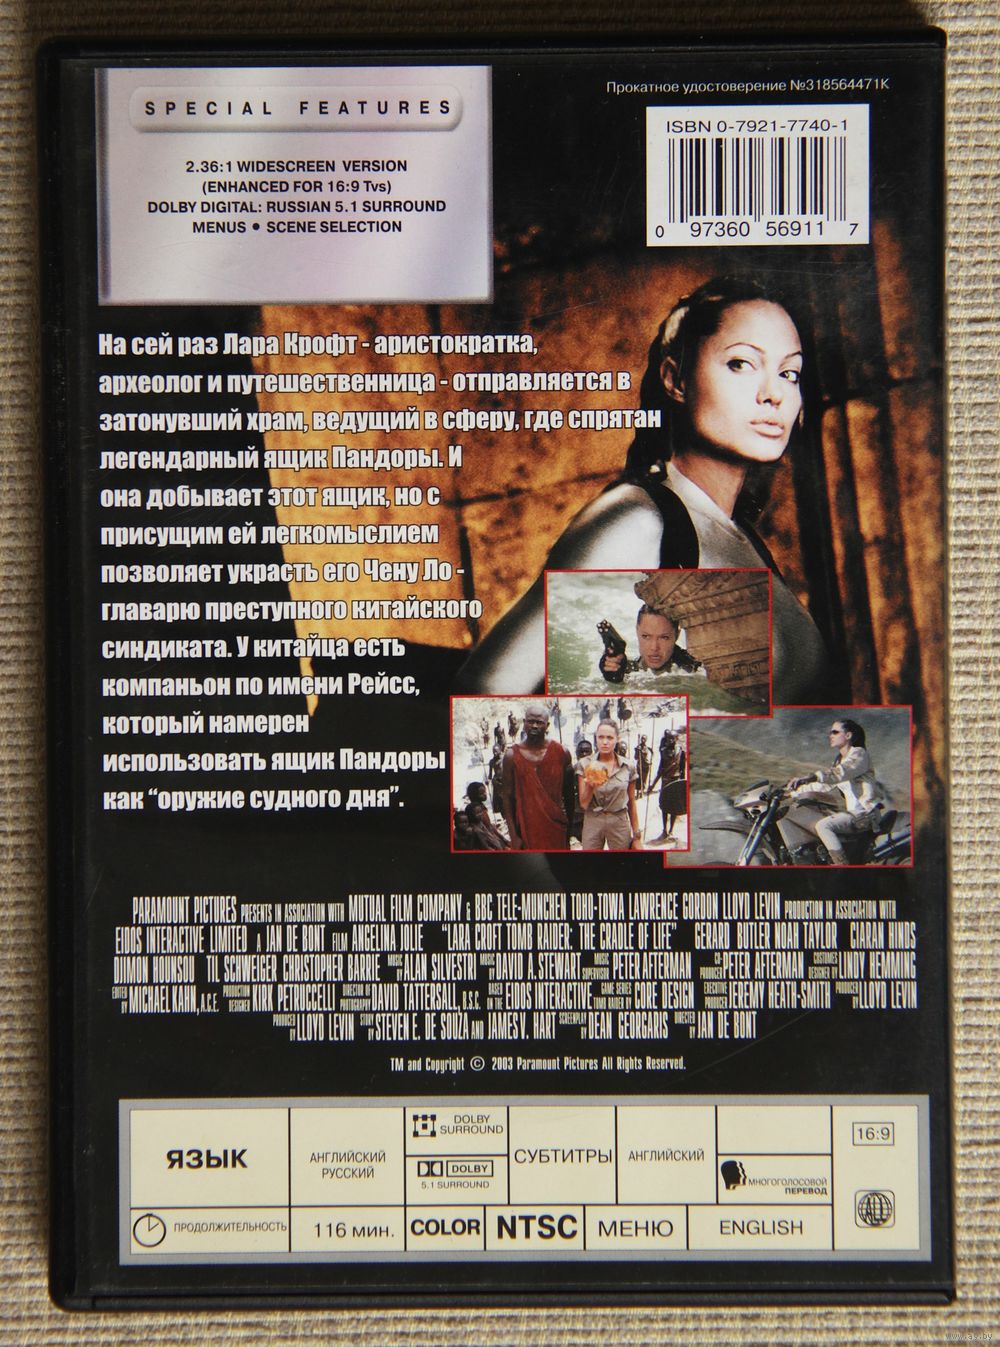 SPECIAL FEATURES
2.36:1 WIDESCREEN VERSION
(ENHANCED FOR 16:9 Tvs)
DOLBY DIGITAL: RUSSIAN 5.1 SURROUND
MENUS • SCENE SELECTION
Прокатное удостоверение №318564471К
ISBN 0-7921-7740-1
0 97360 56911 7
На сей раз Лара Крофт - аристократка,
археолог и путешественница - отправляется в
затонувший храм, ведущий в сферу, где спрятан
легендарный ящик Пандоры. И
она добывает этот ящик, но с
присущим ей легкомыслием
позволяет украсть его Чену Ло -
главарю преступного китайского
синдиката. У китайца есть
компаньон по имени Рейсс,
который намерен
использовать ящик Пандоры
как “оружие судного дня”.
PARAMOUNT PICTURES PRESENTS IN ASSOCIATION WITH MUTUAL FILM COMPANY & BBC TELE-MUNCHEN TOHO-TOWA LAWRENCE GORDON LLOYD LEVIN PRODUCTION IN ASSOCIATION WITH
EIDOS INTERACTIVE LIMITED A JAN DE BONT FILM ANGELINA JOLIE “LARA CROFT TOMB RAIDER: THE CRADLE OF LIFE” GERARD BUTLER NOAH TAYLOR CIARAN HINDS
DJIMON HOUNSOU TIL SCHWEIGER CHRISTOPHER BARRIE MUSIC BY ALAN SILVESTRI MUSIC BY DAVID A. STEWART MUSIC SUPERVISOR PETER AFTERMAN CO-PRODUCER PETER AFTERMAN COSTUMES DESIGNED BY LINDY HEMMING
EDITED BY MICHAEL KAHN, A.C.E. PRODUCTION DESIGNER KIRK PETRUCCELLI DIRECTOR OF PHOTOGRAPHY DAVID TATTERSALL, B.S.C. BASED ON THE EIDOS INTERACTIVE GAME SERIES TOMB RAIDER BY CORE DESIGN EXECUTIVE PRODUCER JEREMY HEATH-SMITH PRODUCED BY LLOYD LEVIN
PRODUCED BY LLOYD LEVIN STORY BY STEVEN E. DE SOUZA AND JAMES V. HART SCREENPLAY BY DEAN GEORGARIS DIRECTED BY JAN DE BONT
TM and Copyright © 2003 Paramount Pictures All Rights Reserved.
ЯЗЫК
АНГЛИЙСКИЙ
РУССКИЙ
DOLBY
SURROUND
DOLBY
5.1 SURROUND
СУБТИТРЫ
АНГЛИЙСКИЙ
МНОГОГОЛОСОВОЙ
ПЕРЕВОД
16:9
ALL
ПРОДОЛЖИТЕЛЬНОСТЬ
116 мин.
COLOR
NTSC
МЕНЮ
ENGLISH